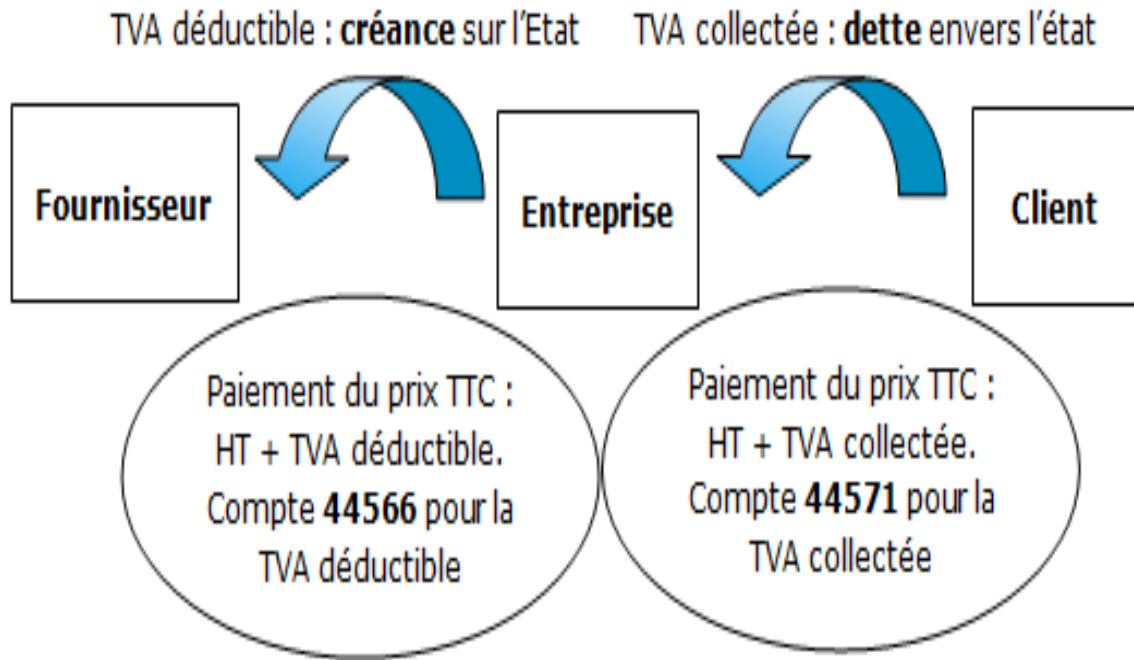 TVA déductible : créance sur l'Etat
TVA collectée : dette envers l'état
Fournisseur
Entreprise
Client
Paiement du prix TTC :
HT + TVA déductible.
Compte 44566 pour la
TVA déductible
Paiement du prix TTC :
HT + TVA collectée.
Compte 44571 pour la
TVA collectée